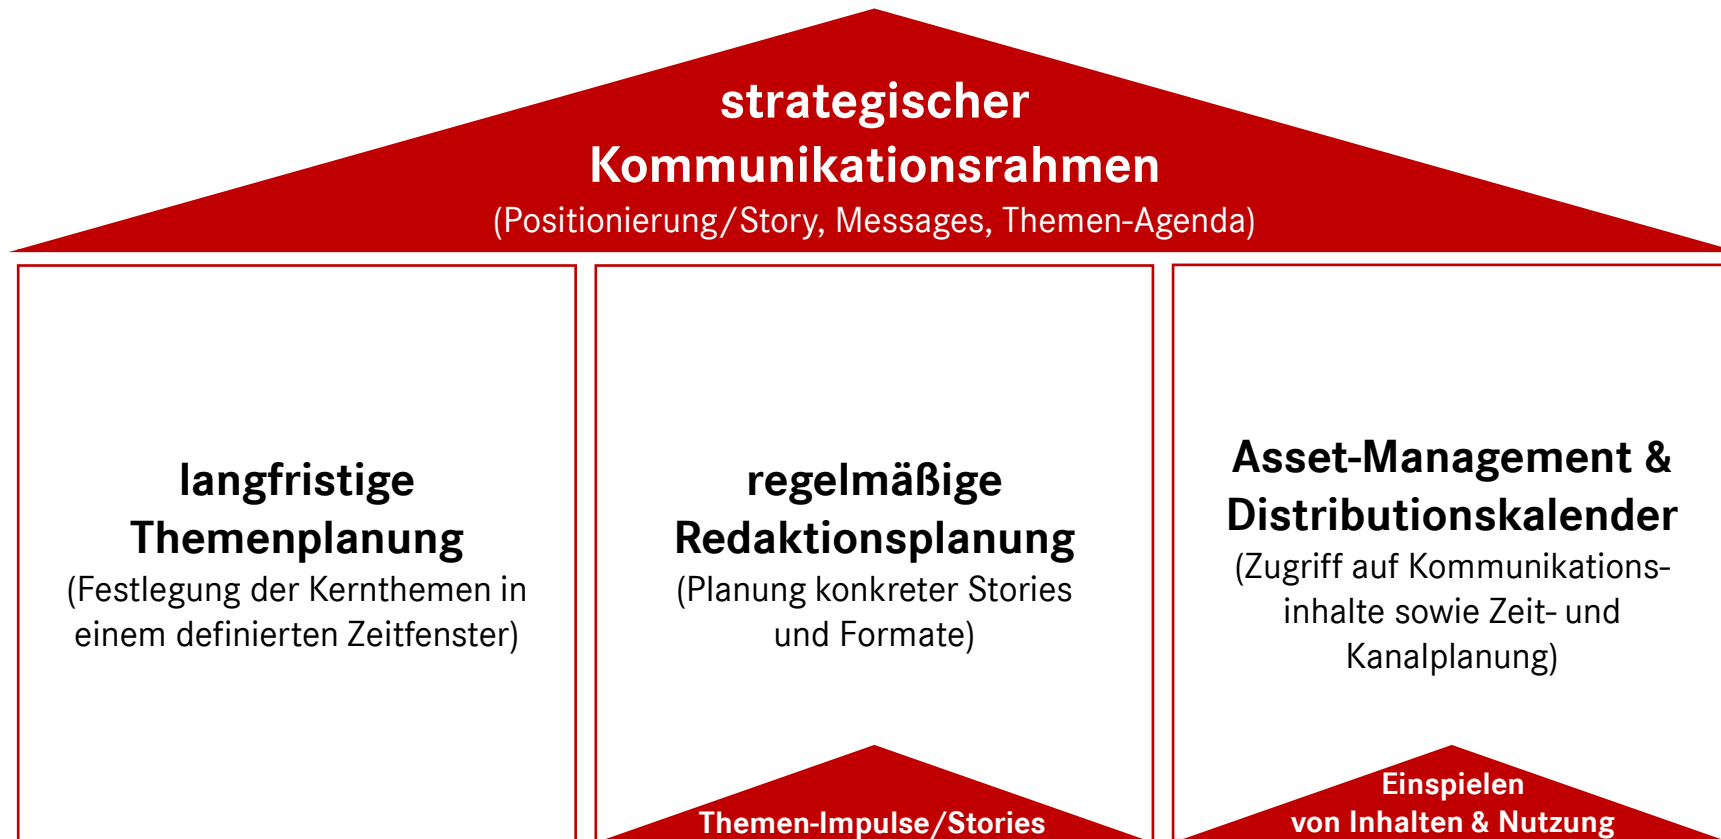 strategischer
Kommunikationsrahmen
(Positionierung/Story, Messages, Themen-Agenda)
langfristige
Themenplanung
(Festlegung der Kernthemen in
einem definierten Zeitfenster)
regelmäßige
Redaktionsplanung
(Planung konkreter Stories
und Formate)
Themen-Impulse/Stories
Asset-Management &
Distributionskalender
(Zugriff auf Kommunikations-
inhalte sowie Zeit- und
Kanalplanung)
Einspielen
von Inhalten & Nutzung